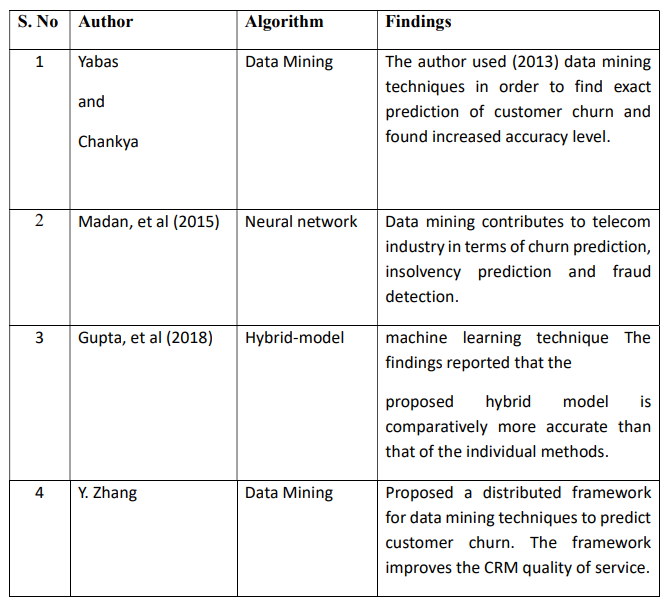 S. No Author Algorithm Findings
1 Yabas Data Mining The author used (2013) data mining
and techniques in order to find exact
Chankya prediction of customer churn and
found increased accuracy level.
2 Madan, et al (2015) Neural network Data mining contributes to telecom
industry in terms of churn prediction,
insolvency prediction and fraud
detection.
3 Gupta, et al (2018) Hybrid-model machine learning technique The
findings reported that the
proposed hybrid model is
comparatively more accurate than
that of the individual methods.
4 Y. Zhang Data Mining Proposed a distributed framework
for data mining techniques to predict
customer churn. The framework
improves the CRM quality of service.